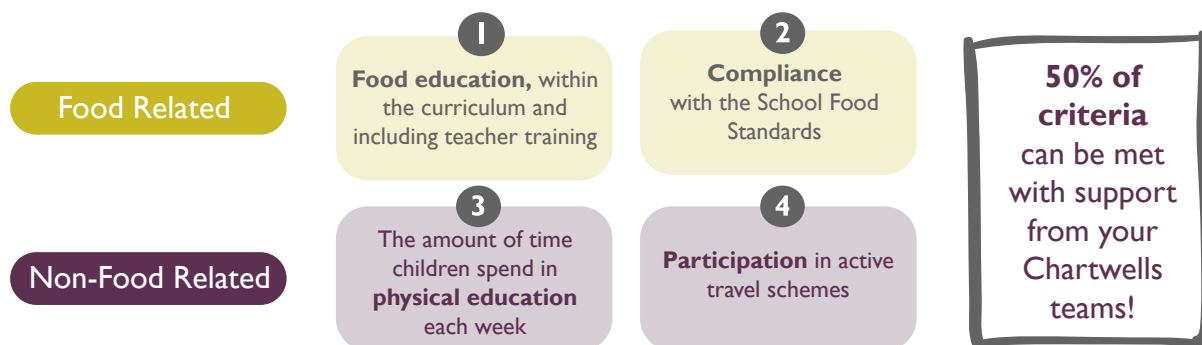 Food Related
1
Food education, within
the curriculum and
including teacher training
2
Compliance
with the School Food
Standards
Non-Food Related
3
The amount of time
children spend in
physical education
each week
4
Participation in active
travel schemes
50% of
criteria
can be met
with support
from your
Chartwells
teams!